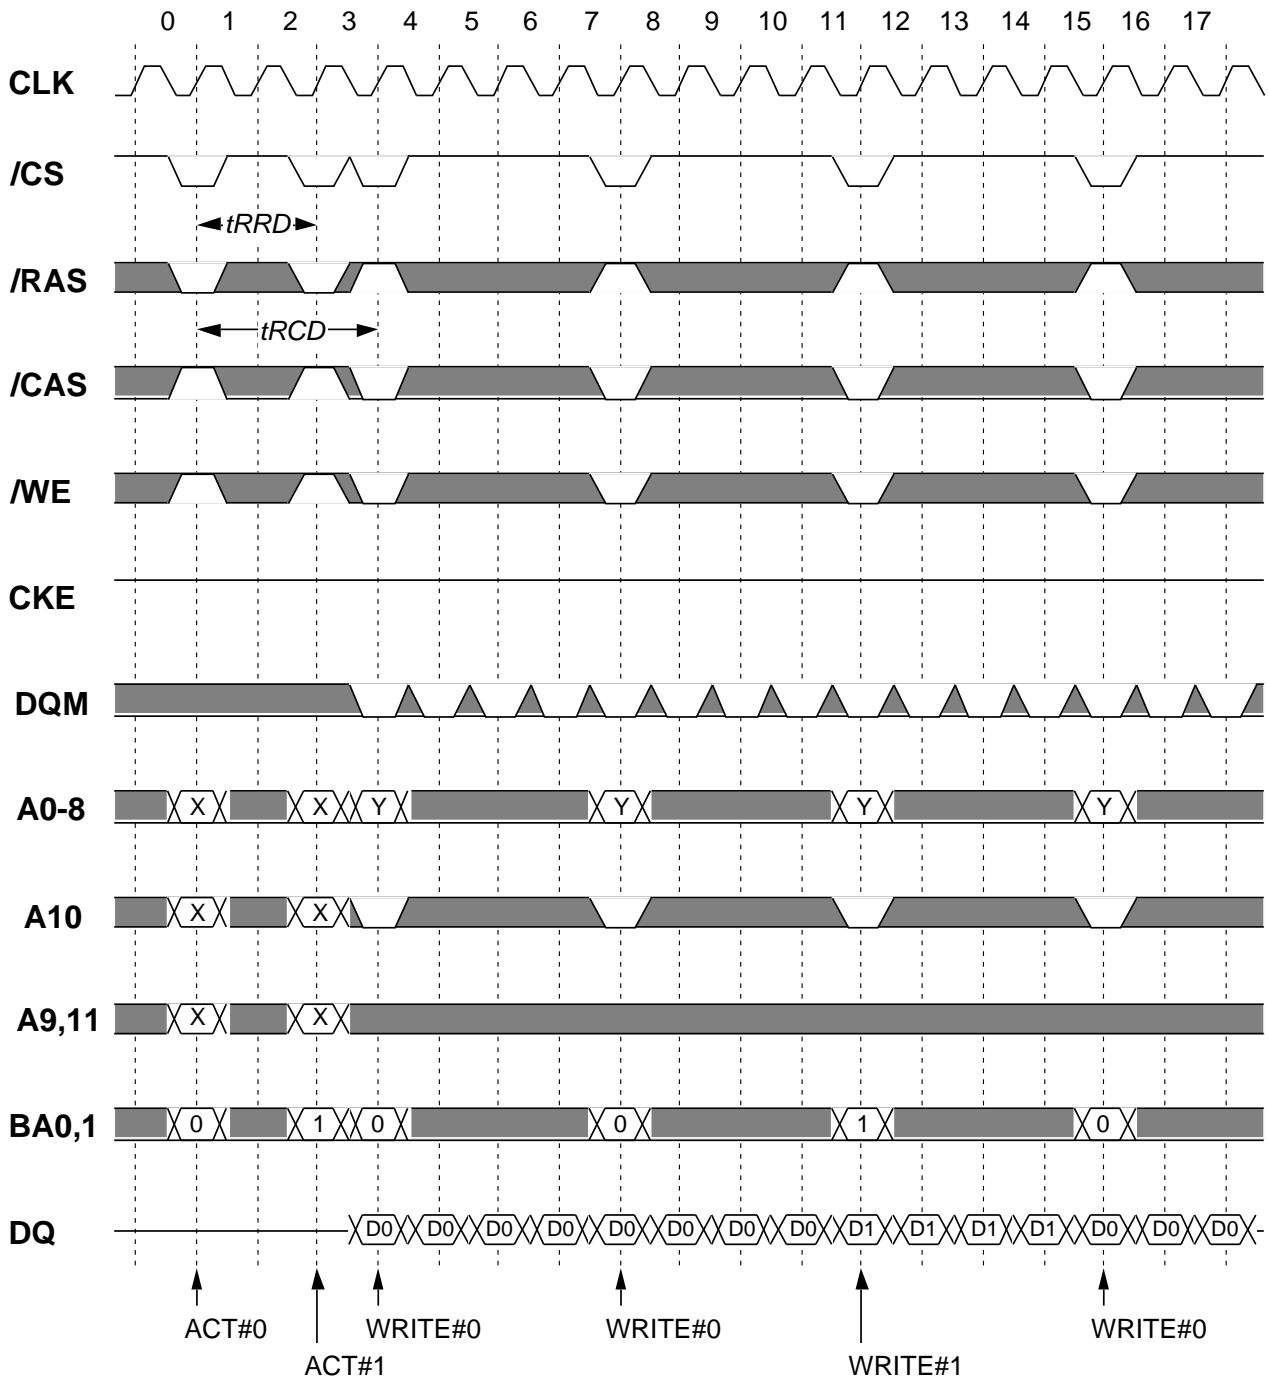 0 1 2 3 4 5 6 7 8 9 10 11 12 13 14 15 16 17
CLK
/CS
tRRD
/RAS
tRCD
/CAS
/WE
CKE
DQM
A0-8 X X Y Y Y Y
A10 X X
A9,11 X X
BA0,1 0 1 0 0 1 0
DQ D0 D0 D0 D0 D0 D0 D0 D0 D1 D1 D1 D1 D0 D0 D0
ACT#0 WRITE#0 WRITE#0 WRITE#0
ACT#1 WRITE#1